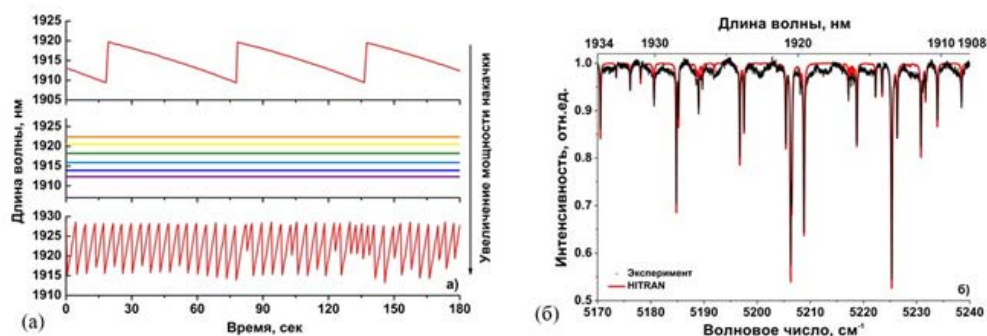 Длина волны, нм
1925
1920
1915
1910
1905
1925
1920
1915
1910
1930
1925
1920
1915
1910
а)
0 30 60 90 120 150 180
Время, сек
Увеличение мощности накачки
(а)
Длина волны, нм
1934 1930 1920 1910 1908
Интенсивность, отн.ед.
1.0
0.9
0.8
0.7
0.6
0.5
Эксперимент
HITRAN
б)
5170 5180 5190 5200 5210 5220 5230 5240
Волновое число, см⁻¹
(б)